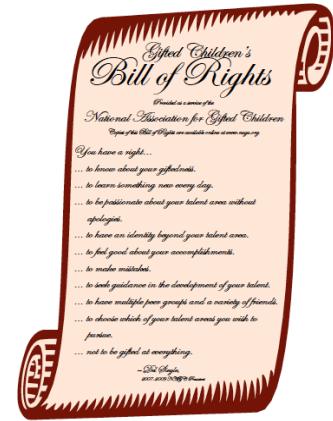 Gifted Children's
Bill of Rights
Provided as a service of the
National Association for Gifted Children
Copies of this Bill of Rights are available online at www.nagc.org.
You have a right...
... to know about your giftedness.
... to learn something new every day.
... to be passionate about your talent area without
apologies.
... to have an identity beyond your talent area.
... to feel good about your accomplishments.
... to make mistakes.
... to seek guidance in the development of your talent.
... to have multiple peer groups and a variety of friends.
... to choose which of your talent areas you wish to
pursue.
... not to be gifted at everything.
~ Del Siegle,
2007-2009 NAGC President